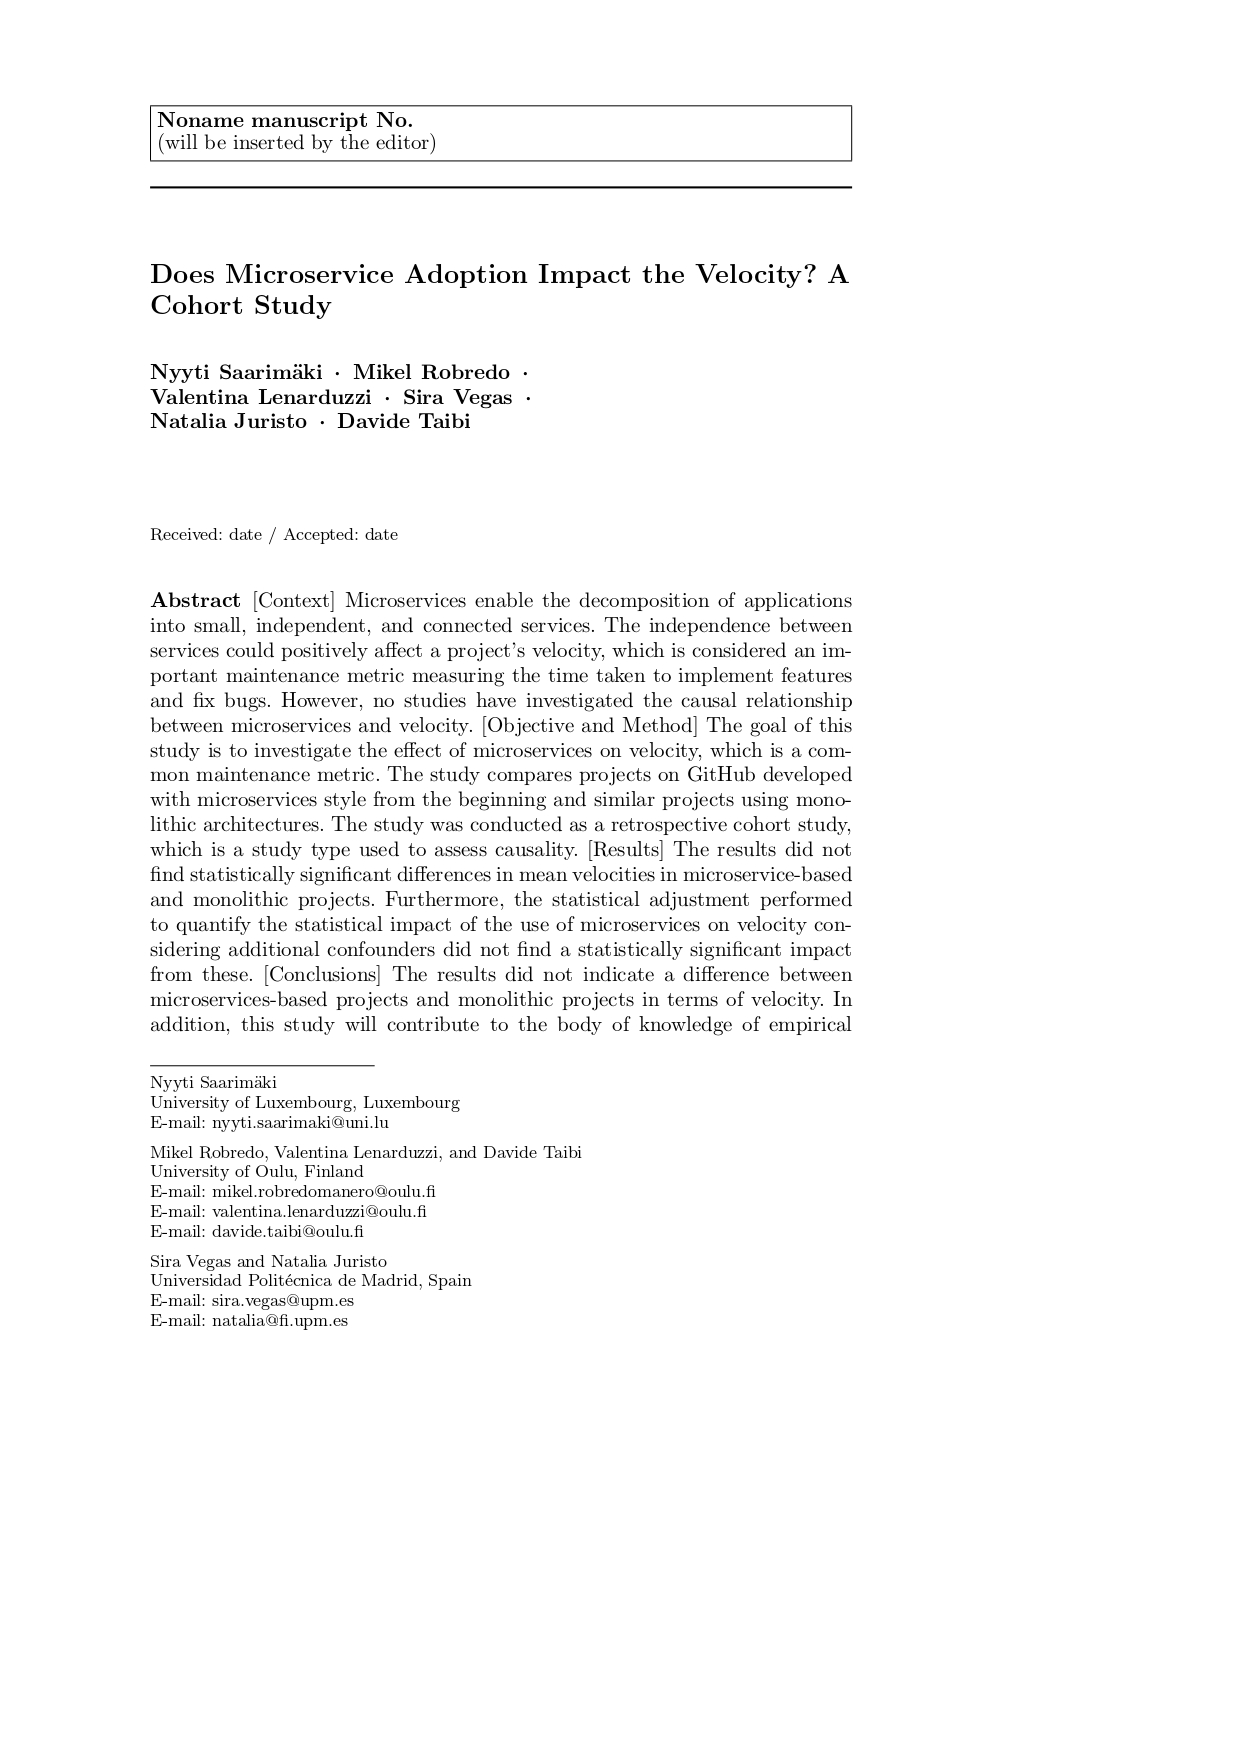 Noname manuscript No.
(will be inserted by the editor)
Does Microservice Adoption Impact the Velocity? A
Cohort Study
Nyyti Saarimäki · Mikel Robredo ·
Valentina Lenarduzzi · Sira Vegas ·
Natalia Juristo · Davide Taibi
Received: date / Accepted: date
Abstract [Context] Microservices enable the decomposition of applications
into small, independent, and connected services. The independence between
services could positively affect a project's velocity, which is considered an im-
portant maintenance metric measuring the time taken to implement features
and fix bugs. However, no studies have investigated the causal relationship
between microservices and velocity. [Objective and Method] The goal of this
study is to investigate the effect of microservices on velocity, which is a com-
mon maintenance metric. The study compares projects on GitHub developed
with microservices style from the beginning and similar projects using mono-
lithic architectures. The study was conducted as a retrospective cohort study,
which is a study type used to assess causality. [Results] The results did not
find statistically significant differences in mean velocities in microservice-based
and monolithic projects. Furthermore, the statistical adjustment performed
to quantify the statistical impact of the use of microservices on velocity con-
sidering additional confounders did not find a statistically significant impact
from these. [Conclusions] The results did not indicate a difference between
microservices-based projects and monolithic projects in terms of velocity. In
addition, this study will contribute to the body of knowledge of empirical
Nyyti Saarimäki
University of Luxembourg, Luxembourg
E-mail: nyyti.saarimaki@uni.lu
Mikel Robredo, Valentina Lenarduzzi, and Davide Taibi
University of Oulu, Finland
E-mail: mikel.robredomanero@oulu.fi
E-mail: valentina.lenarduzzi@oulu.fi
E-mail: davide.taibi@oulu.fi
Sira Vegas and Natalia Juristo
Universidad Politécnica de Madrid, Spain
E-mail: sira.vegas@upm.es
E-mail: natalia@fi.upm.es